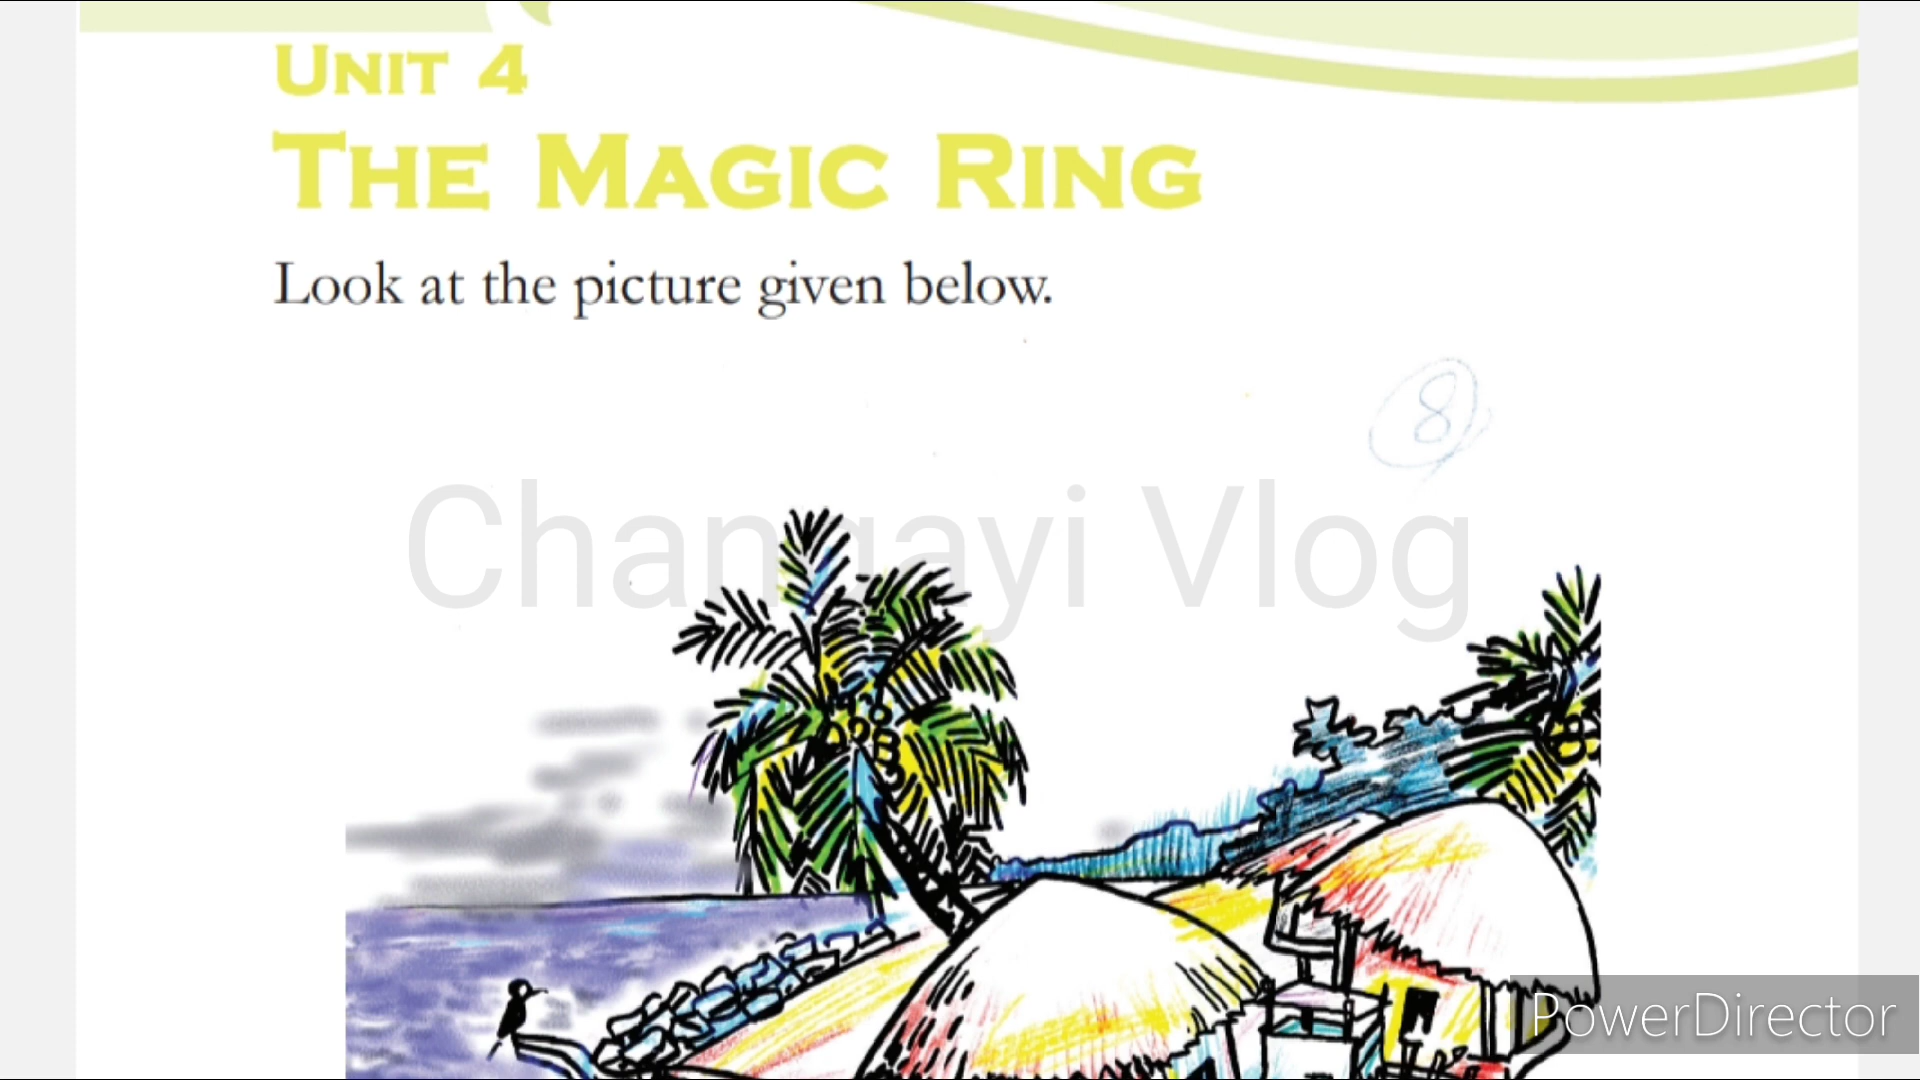 UNIT 4
THE MAGIC RING
Look at the picture given below.
8
Changayi Vlog
PowerDirector